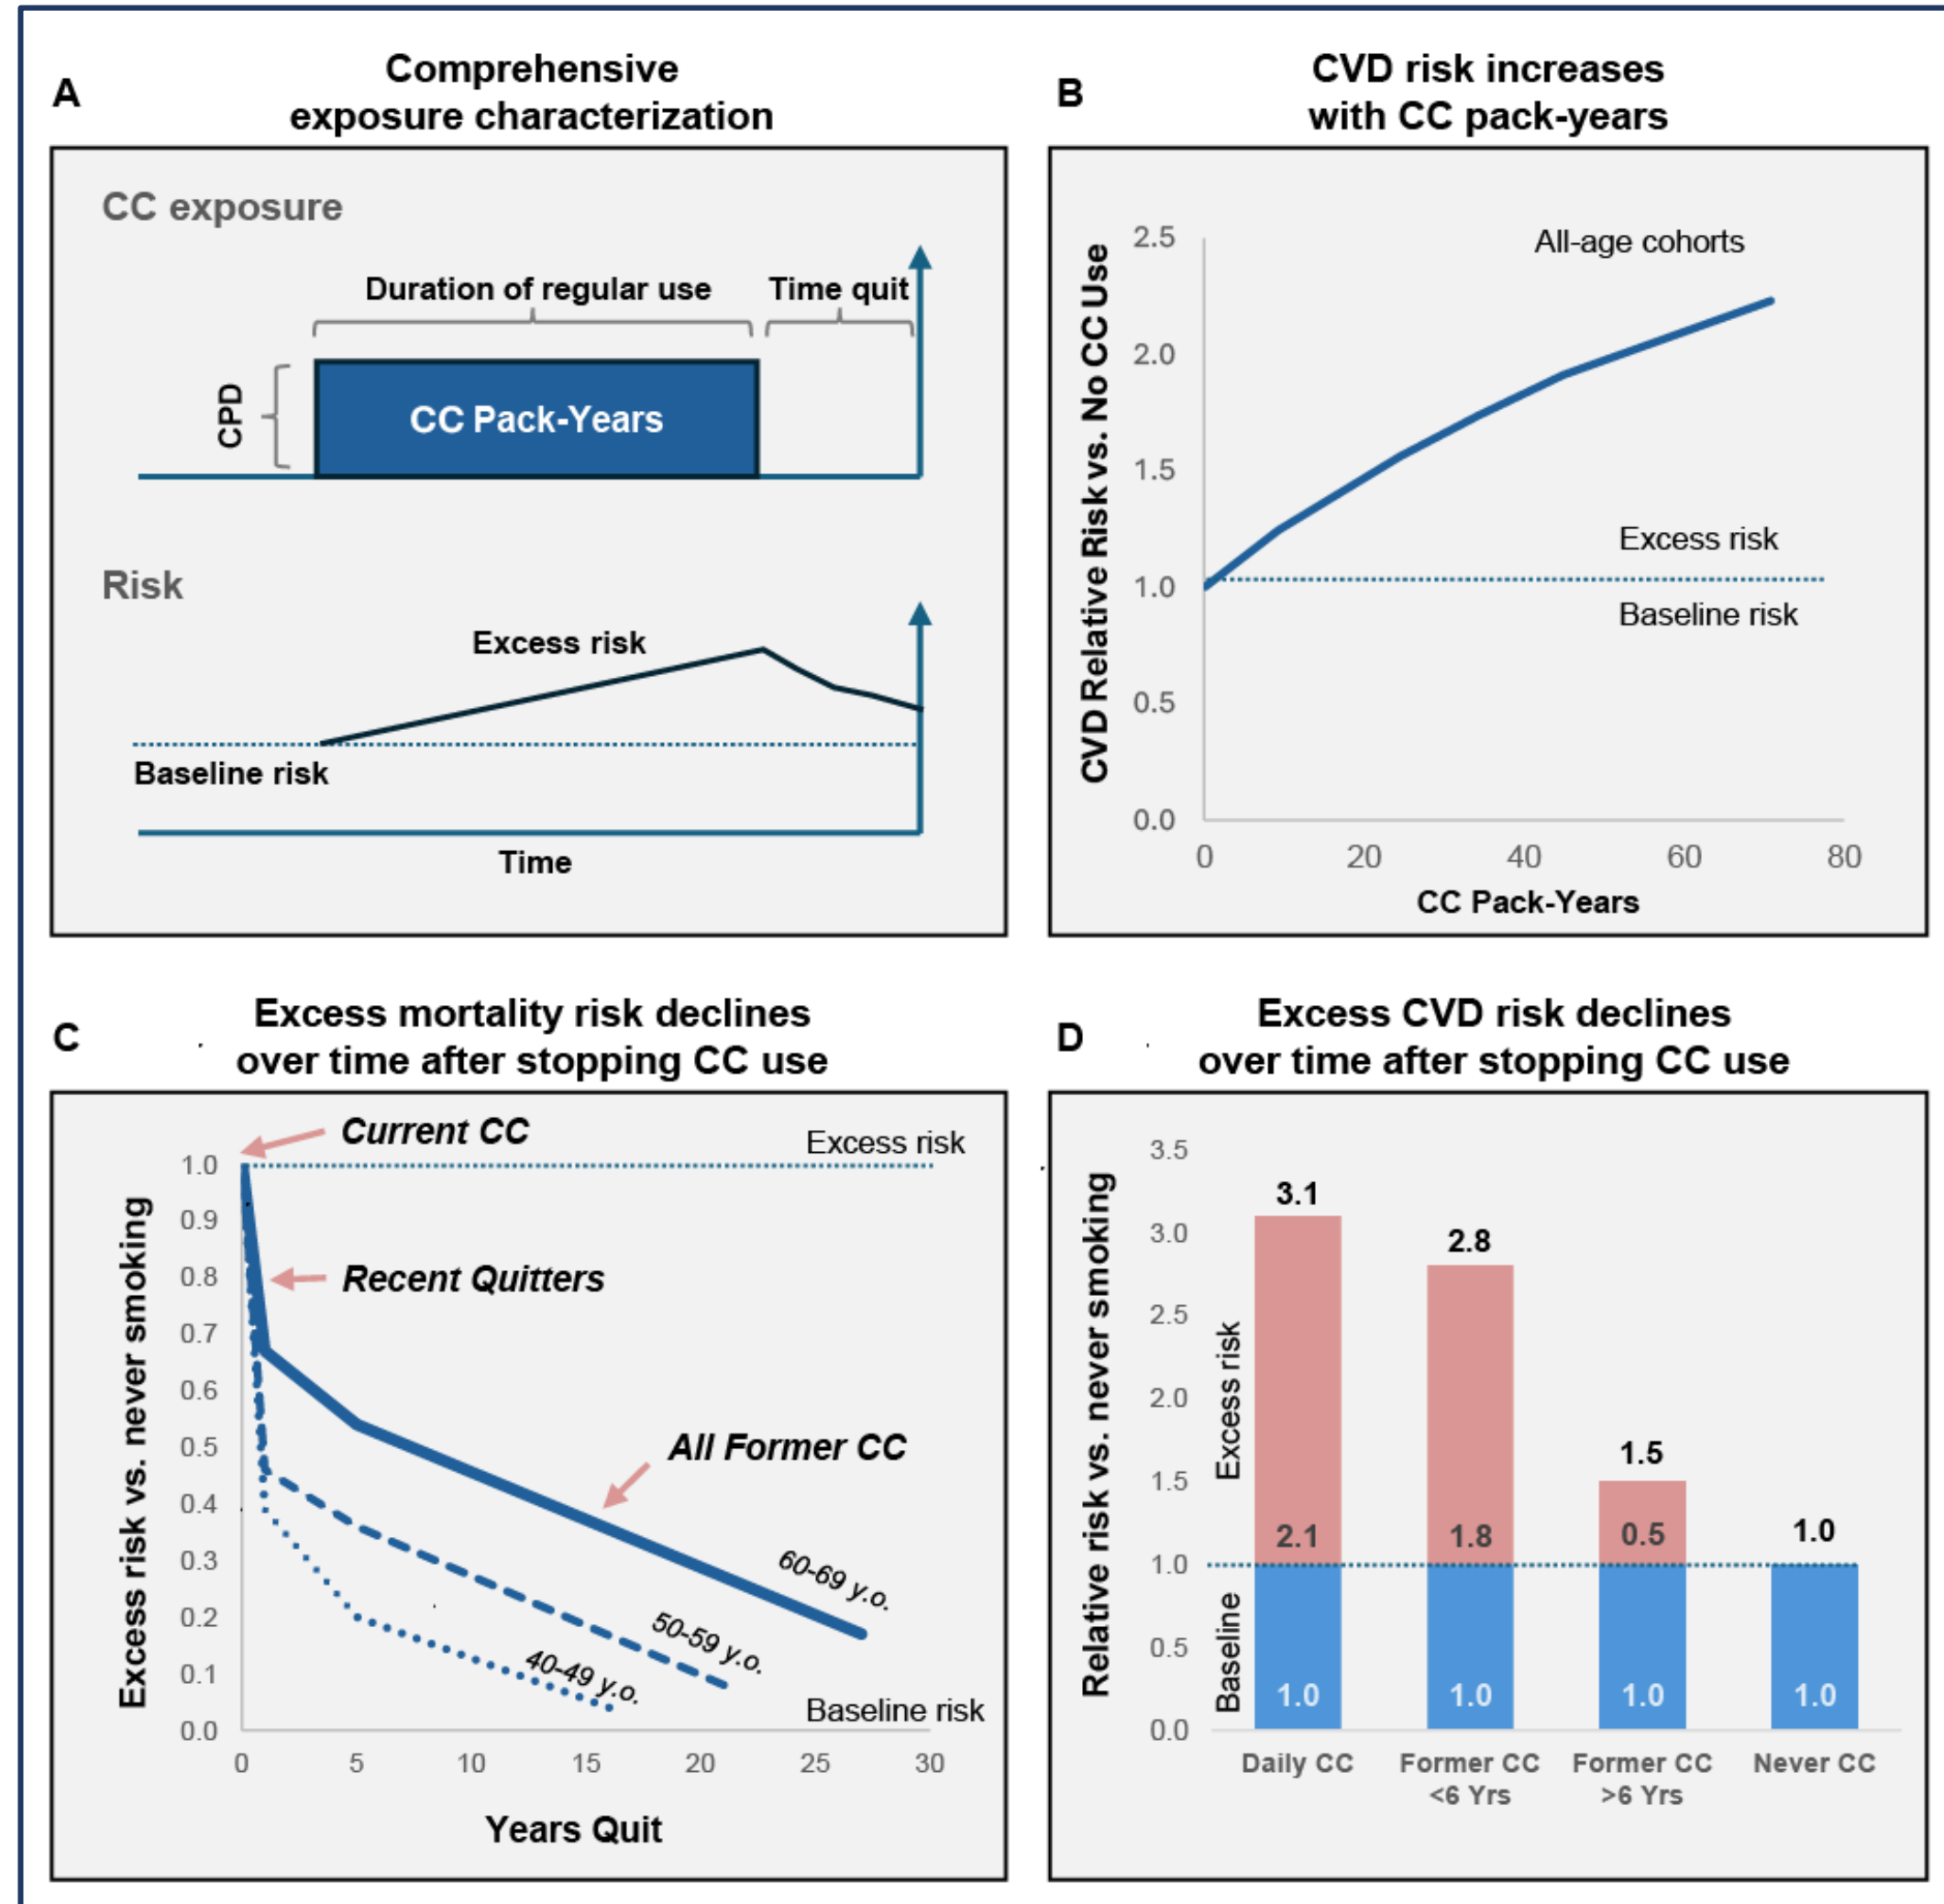 A
Comprehensive
exposure characterization
CC exposure
Duration of regular use
Time quit
CPD
CC Pack-Years
Risk
Excess risk
Baseline risk
Time
B
CVD risk increases
with CC pack-years
CVD Relative Risk vs. No CC Use
2.5
2.0
1.5
1.0
0.5
0.0
All-age cohorts
Excess risk
Baseline risk
0 20 40 60 80
CC Pack-Years
C
Excess mortality risk declines
over time after stopping CC use
Excess risk vs. never smoking
1.0
0.9
0.8
0.7
0.6
0.5
0.4
0.3
0.2
0.1
0.0
Current CC
Excess risk
Recent Quitters
All Former CC
60-69 y.o.
50-59 y.o.
40-49 y.o.
Baseline risk
0 5 10 15 20 25 30
Years Quit
D
Excess CVD risk declines
over time after stopping CC use
Relative risk vs. never smoking
3.5
3.0
2.5
2.0
1.5
1.0
0.5
0.0
Excess risk
Baseline
3.1
2.8
1.5
1.0
2.1 1.8 0.5
1.0 1.0 1.0 1.0
Daily CC
Former CC
<6 Yrs
Former CC
>6 Yrs
Never CC